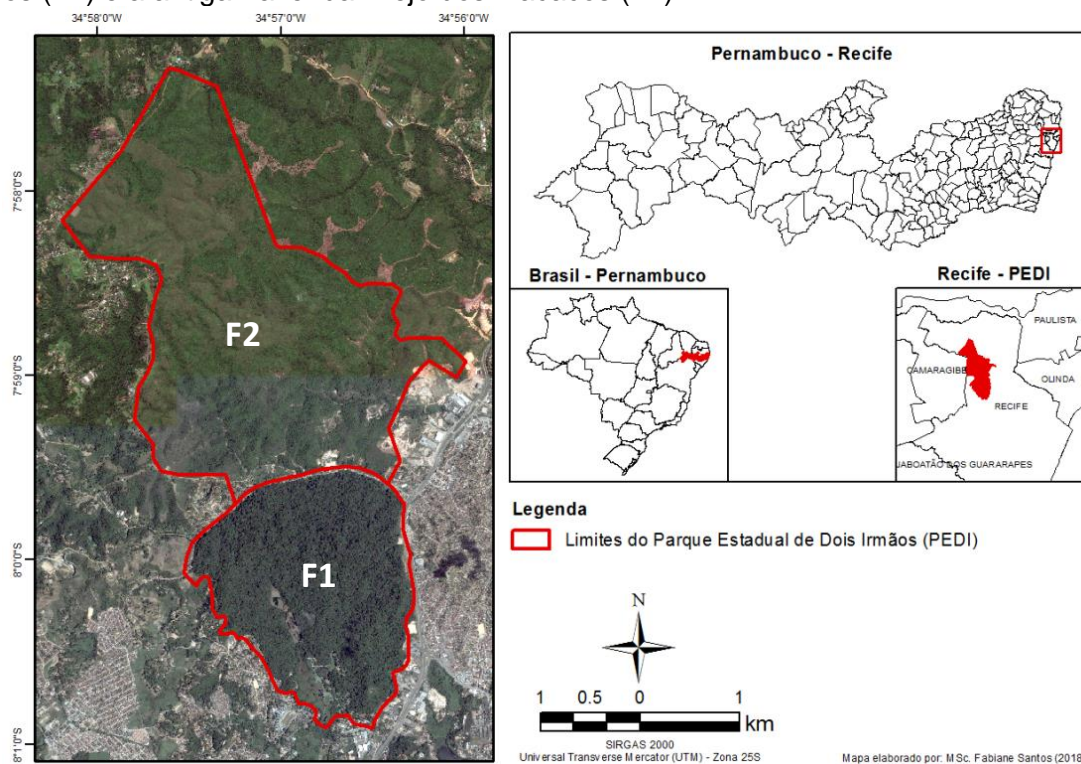 34°58'0"W 34°57'0"W 34°56'0"W
7°58'0"S
7°59'0"S
8°0'0"S
8°1'0"S
F2
F1
Pernambuco - Recife
Brasil - Pernambuco
Recife - PEDI
PAULISTA
CAMARAGIBE
OLINDA
RECIFE
JABOATÃO DOS GUARARAPES
Legenda
Limites do Parque Estadual de Dois Irmãos (PEDI)
N
1 0.5 0 1
km
SIRGAS 2000
Universal Transverse Mercator (UTM) - Zona 25S
Mapa elaborado por: MSc. Fabiane Santos (2018